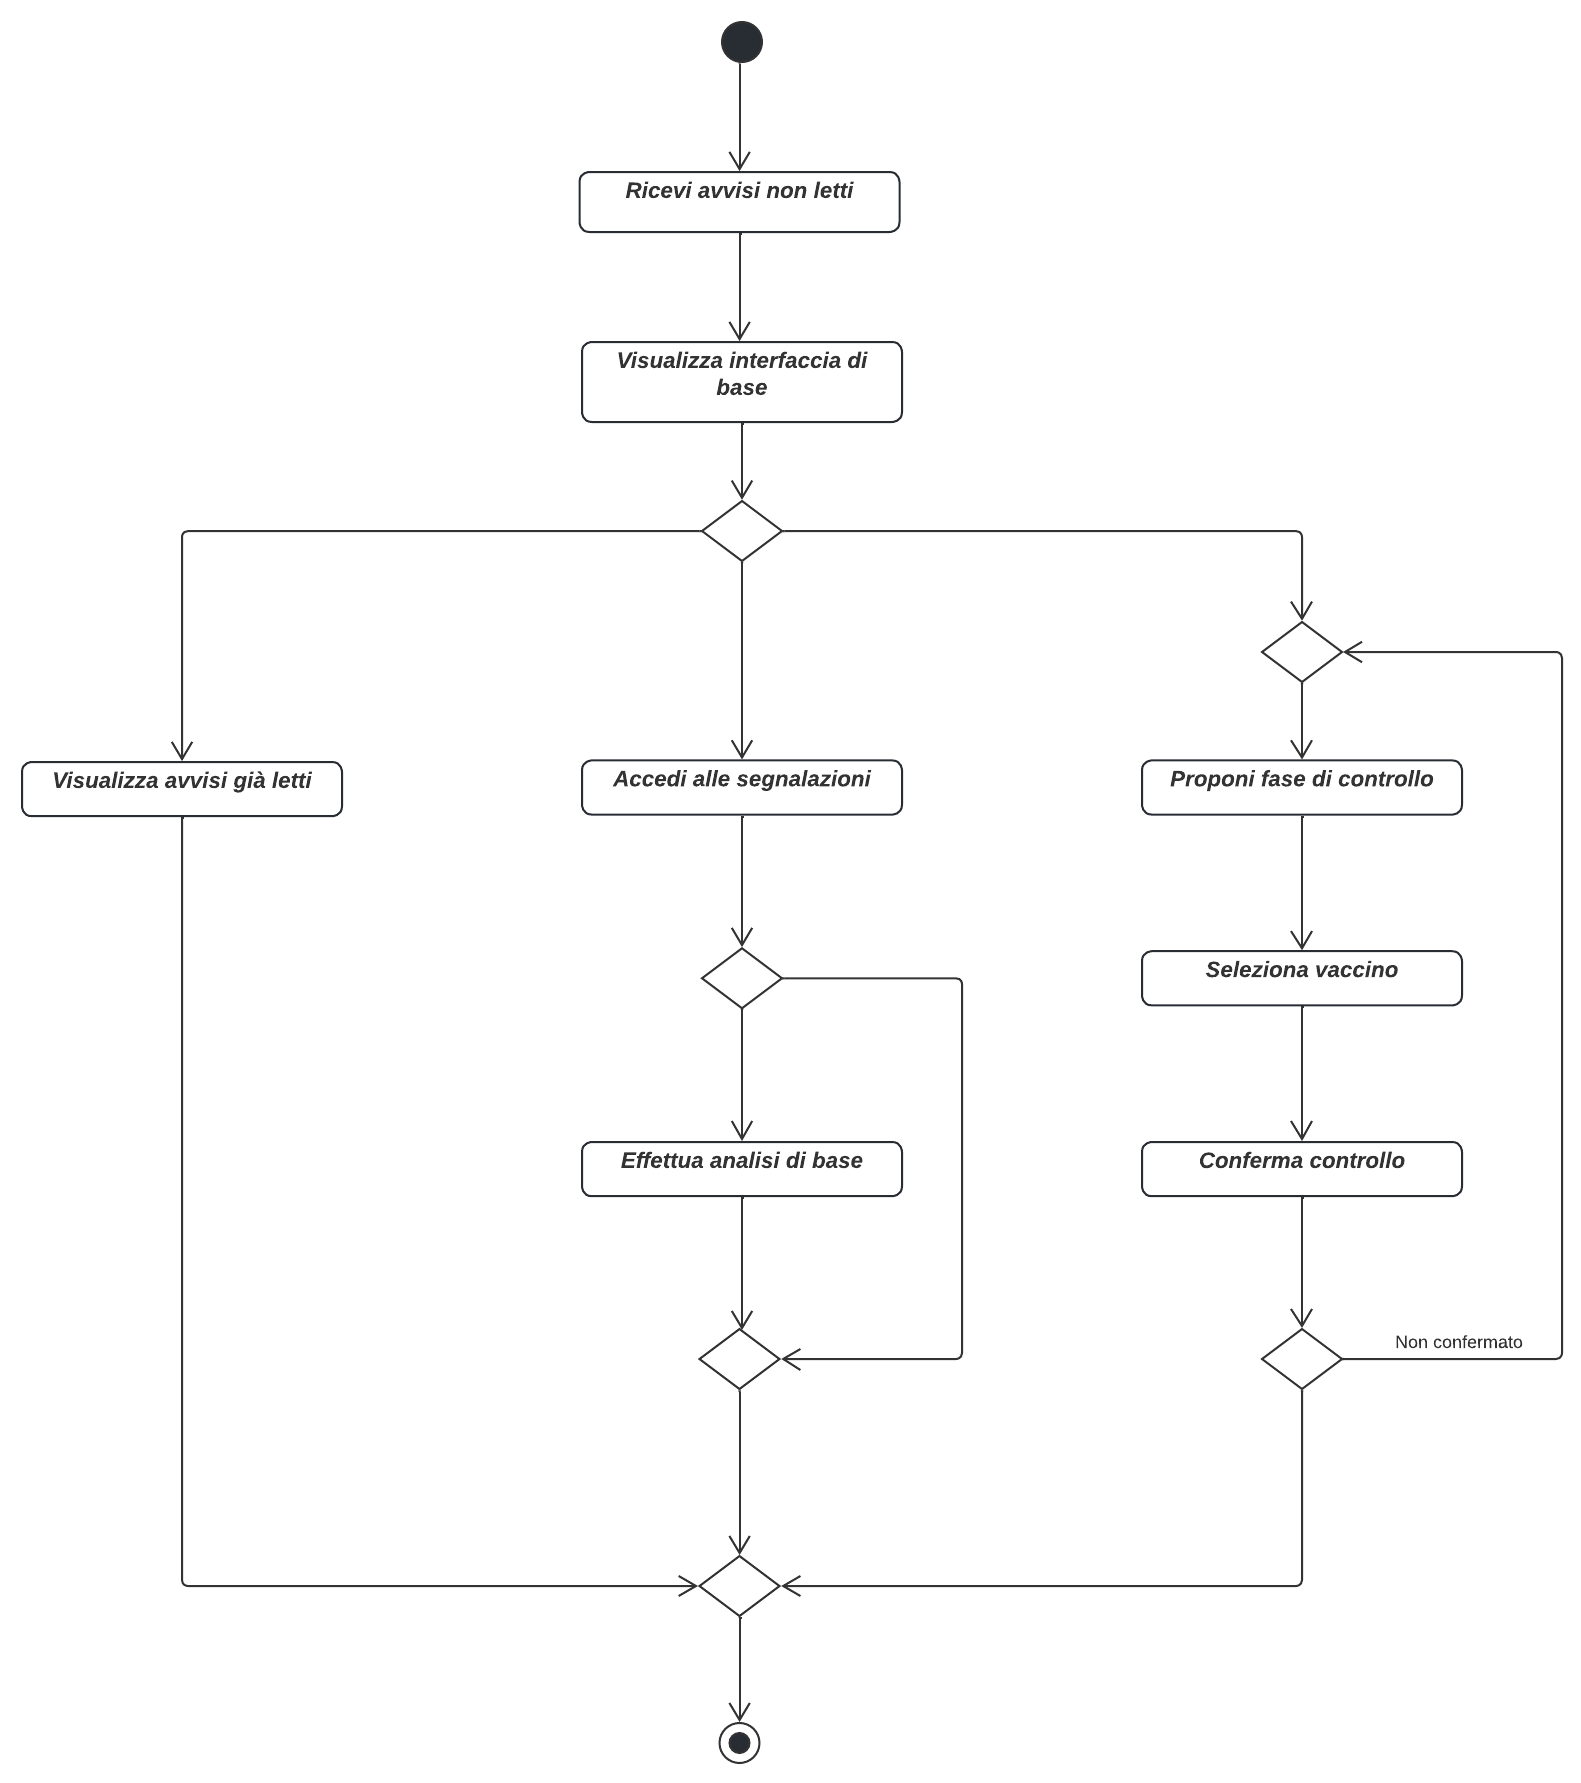 Ricevi avvisi non letti
Visualizza interfaccia di
base
Visualizza avvisi già letti
Accedi alle segnalazioni
Proponi fase di controllo
Seleziona vaccino
Effettua analisi di base
Conferma controllo
Non confermato